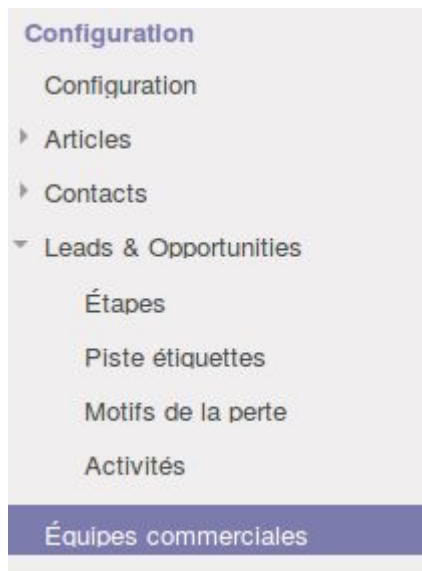 Configuration
Configuration
Articles
Contacts
Leads & Opportunities
Étapes
Piste étiquettes
Motifs de la perte
Activités
Équipes commerciales